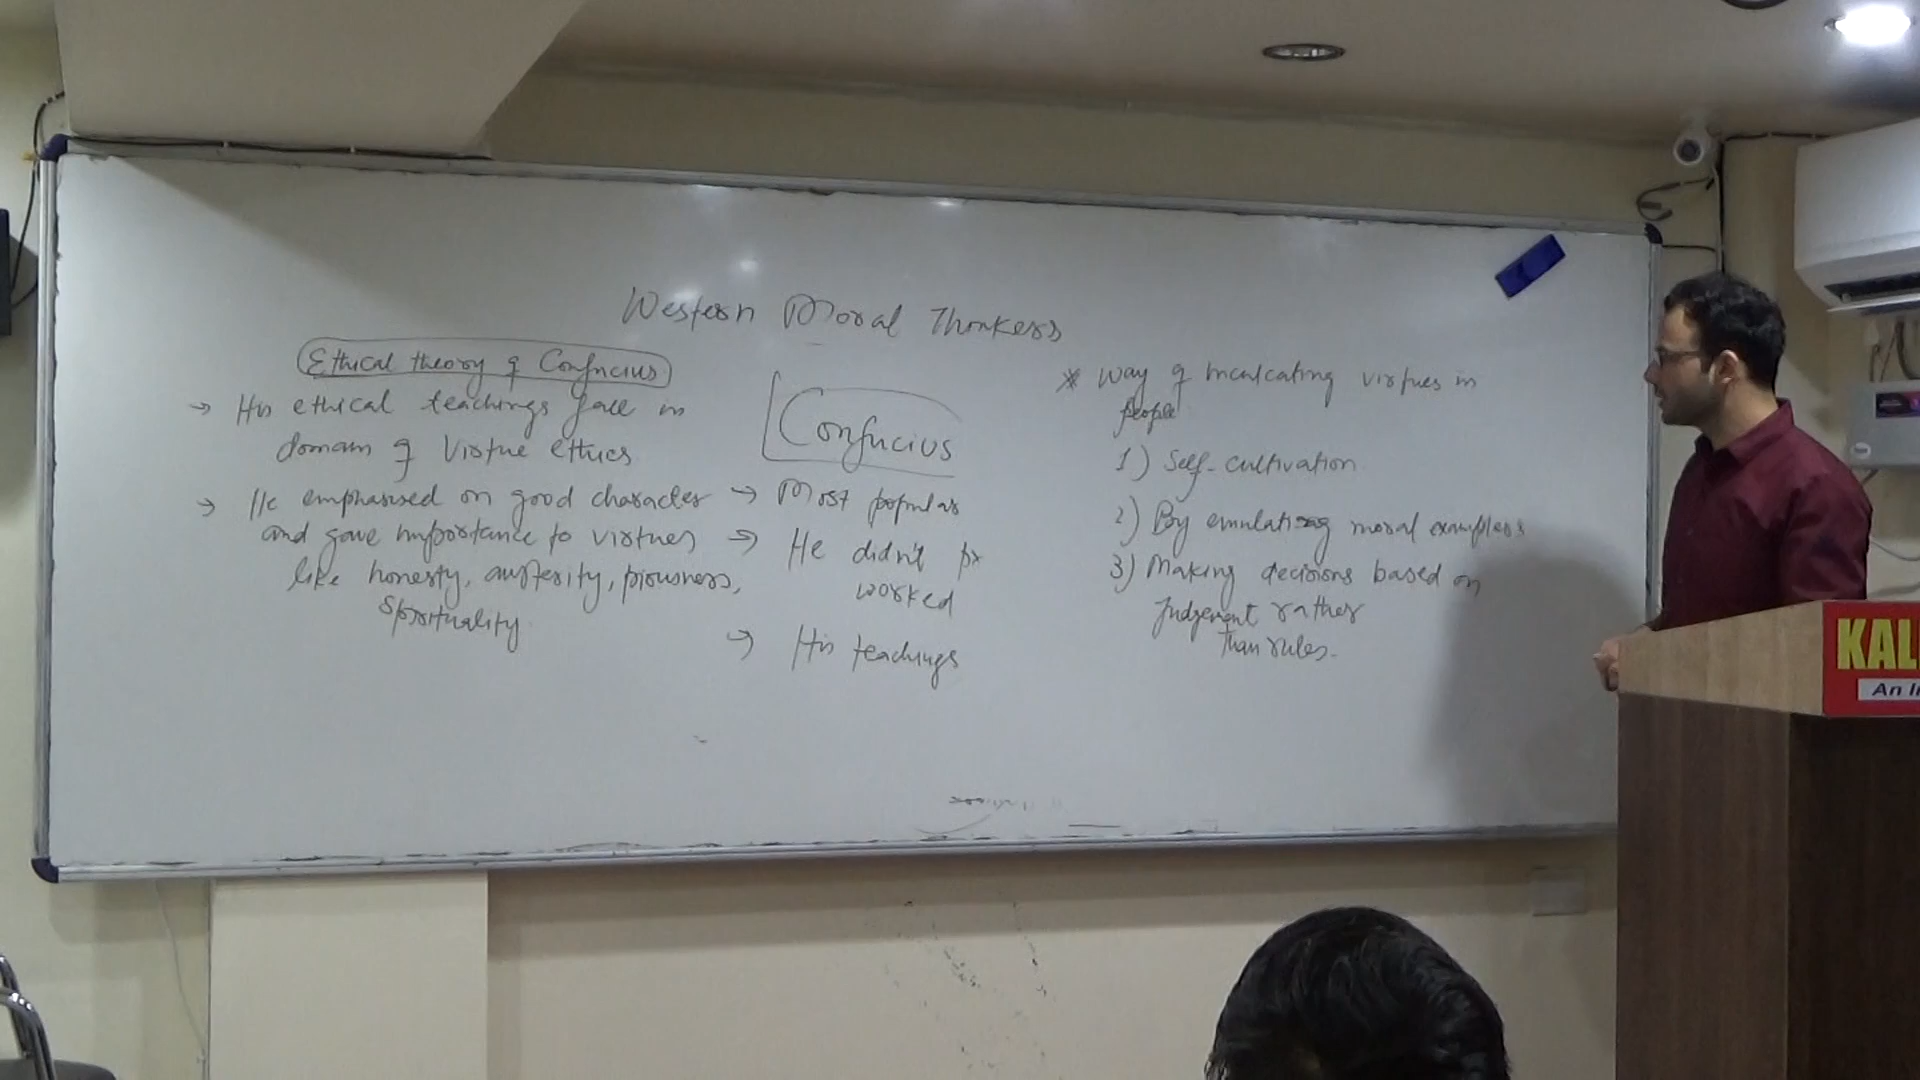 Western Moral Thinkers
Ethical theory of Confucius
→ His ethical teachings fall in
domain of Virtue ethics
→ He emphasised on good character
and gave importance to virtues
like honesty, austerity, piousness,
Spirituality.
Confucius
→ Most popular
→ He didn't
worked
→ His teachings
* Way of inculcating virtues in
people
1) Self-cultivation
2) By emulating moral examplers
3) Making decisions based on
Judgement rather
than rules.
KAL
An I